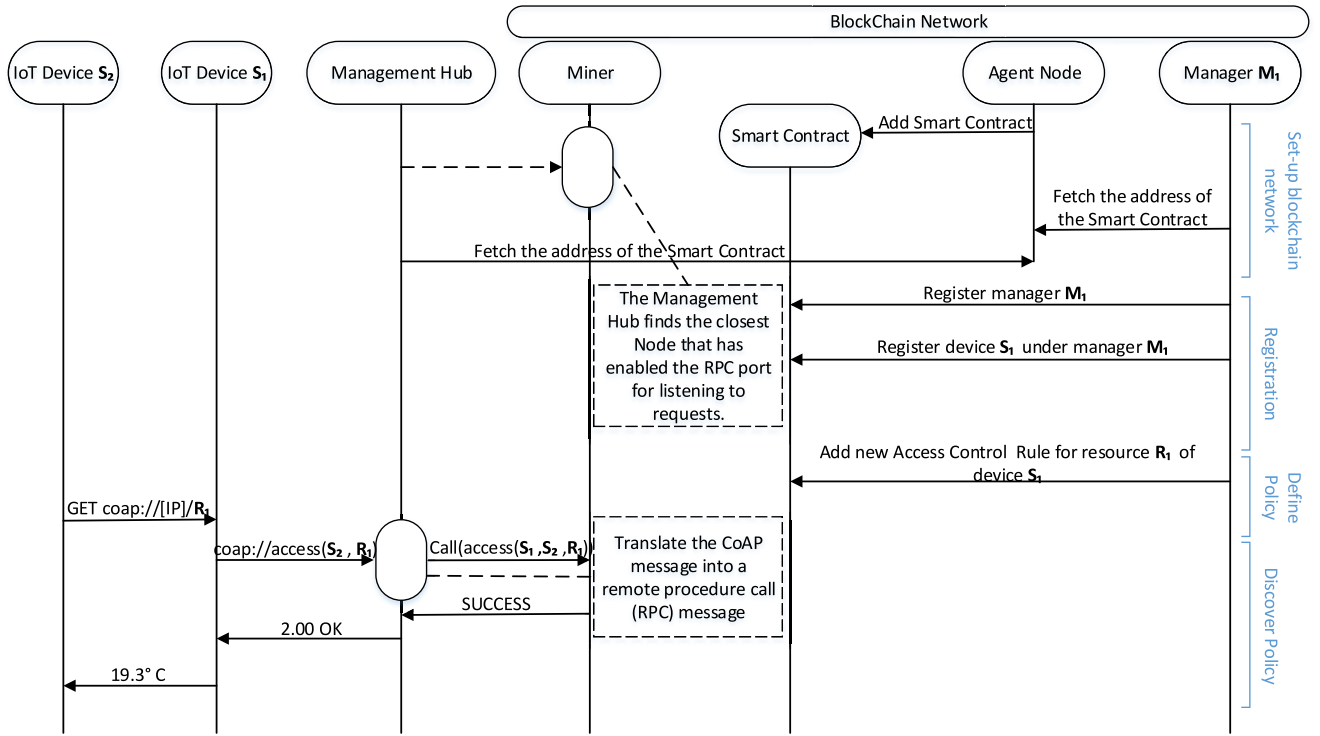 BlockChain Network
IoT Device S₂
IoT Device S₁
Management Hub
Miner
Agent Node
Manager M₁
Smart Contract
Add Smart Contract
Set-up blockchain
network
Fetch the address of
the Smart Contract
Fetch the address of the Smart Contract
The Management
Hub finds the closest
Node that has
enabled the RPC port
for listening to
requests.
Register manager M₁
Register device S₁ under manager M₁
Registration
Add new Access Control Rule for resource R₁ of
device S₁
Define
Policy
GET coap://[IP]/R₁
coap://access(S₂ , R₁)
Call(access(S₁ ,S₂ ,R₁))
Translate the CoAP
message into a
remote procedure call
(RPC) message
SUCCESS
2.00 OK
19.3° C
Discover Policy